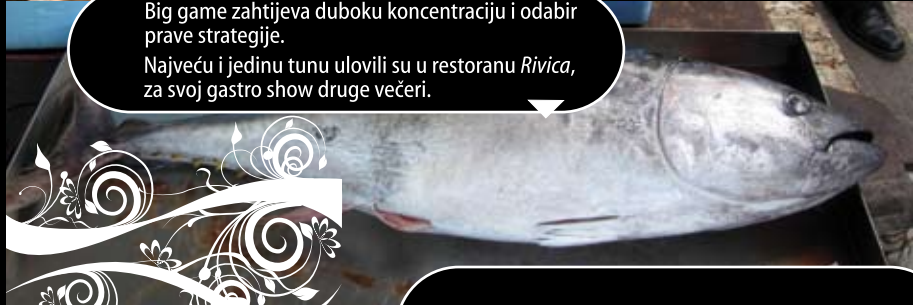 Big game zahtijeva duboku koncentraciju i odabir
prave strategije.
Najveću i jedinu tunu ulovili su u restoranu Rivica,
za svoj gastro show druge večeri.